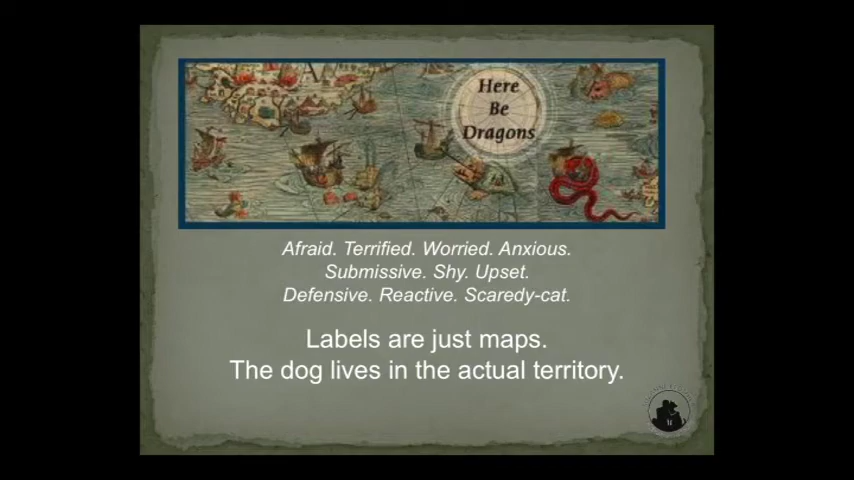 Here
Be
Dragons
Afraid. Terrified. Worried. Anxious.
Submissive. Shy. Upset.
Defensive. Reactive. Scaredy-cat.
Labels are just maps.
The dog lives in the actual territory.